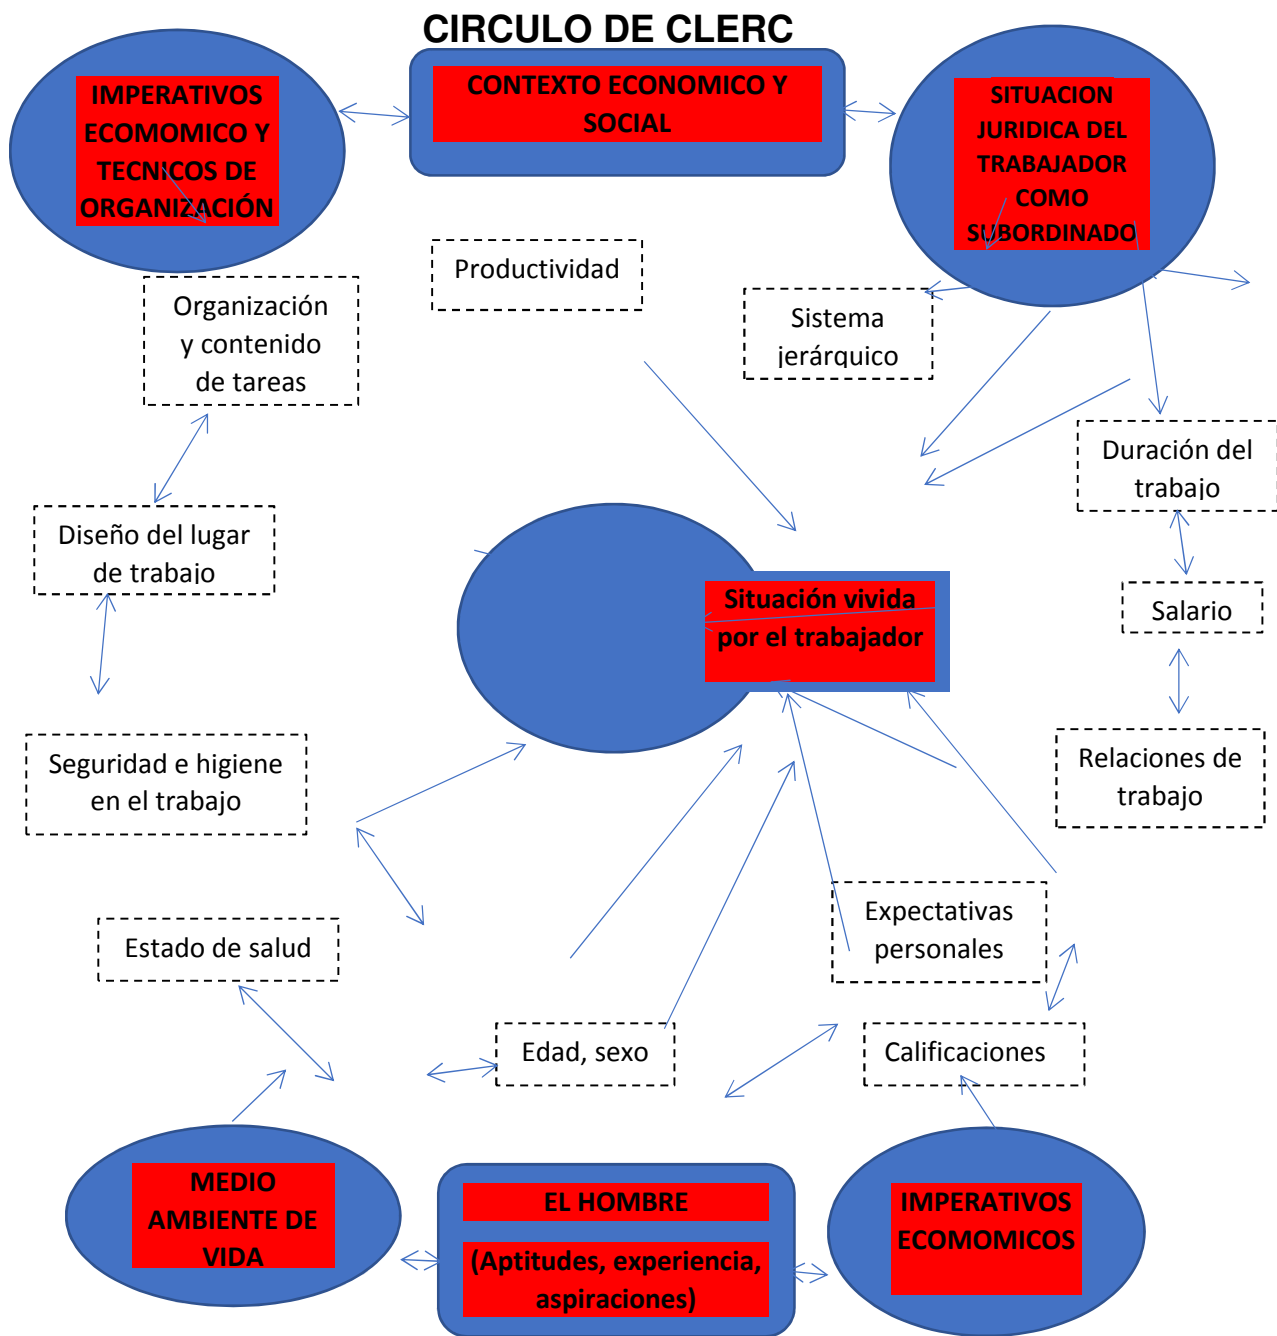 CIRCULO DE CLERC
IMPERATIVOS
ECOMOMICO Y
TECNICOS DE
ORGANIZACIÓN
CONTEXTO ECONOMICO Y
SOCIAL
SITUACION
JURIDICA DEL
TRABAJADOR
COMO
SUBORDINADO
Productividad
Organización
y contenido
de tareas
Sistema
jerárquico
Duración del
trabajo
Diseño del lugar
de trabajo
Situación vivida
por el trabajador
Salario
Seguridad e higiene
en el trabajo
Relaciones de
trabajo
Estado de salud
Expectativas
personales
Edad, sexo
Calificaciones
MEDIO
AMBIENTE DE
VIDA
EL HOMBRE
(Aptitudes, experiencia,
aspiraciones)
IMPERATIVOS
ECOMOMICOS